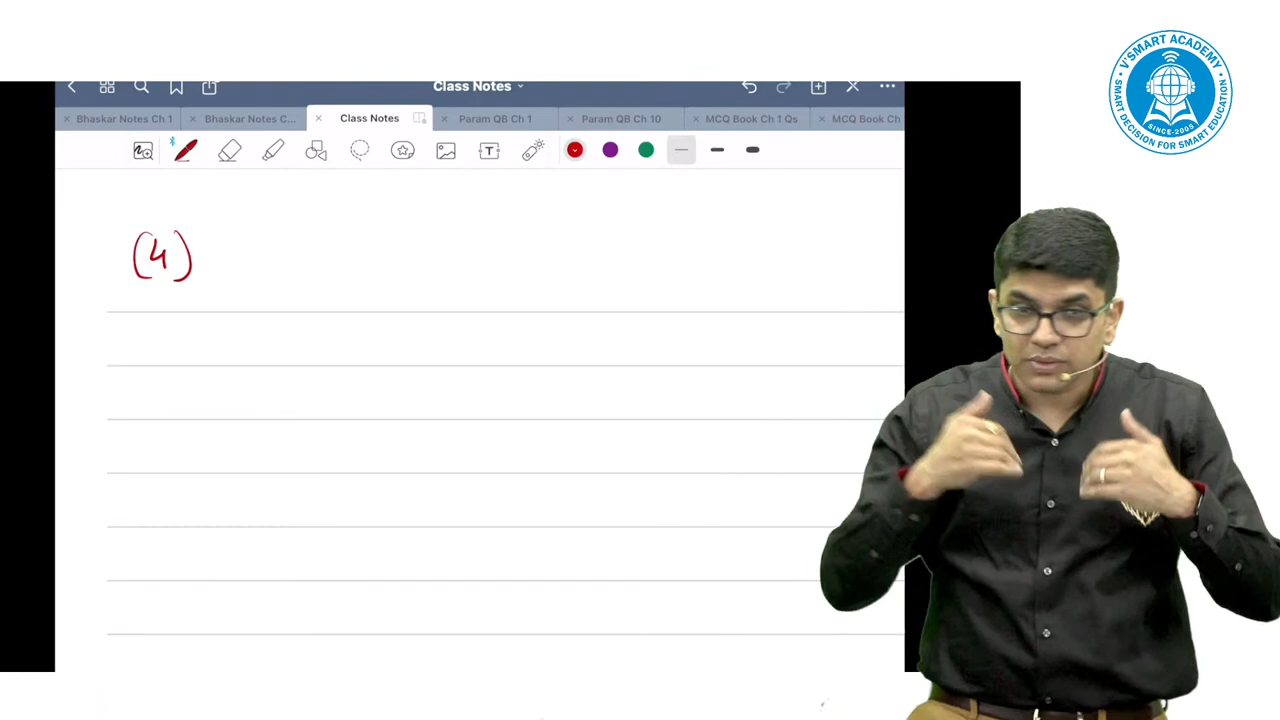 Class Notes
Bhaskar Notes Ch 1
Bhaskar Notes C...
Class Notes
Param QB Ch 1
Param QB Ch 10
MCQ Book Ch 1 Qs
MCQ Book Ch
T
(4)
V'SMART ACADEMY
SINCE-2005
SMART DECISION FOR SMART EDUCATION